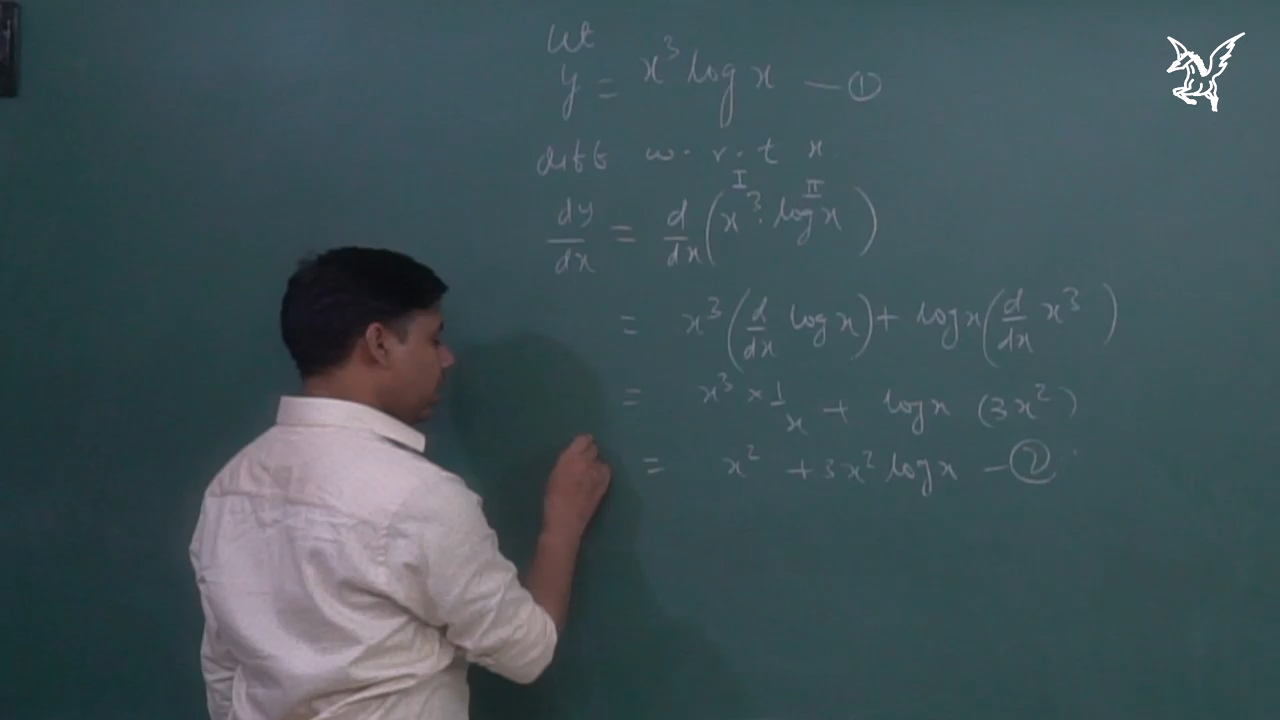 Let
y = x³ log x — ①
diff w.r.t x
I II
dy/dx = d/dx (x³. log x)
= x³ (d/dx log x) + log x (d/dx x³)
= x³ × 1/x + log x (3x²)
= x² + 3x² log x — ②